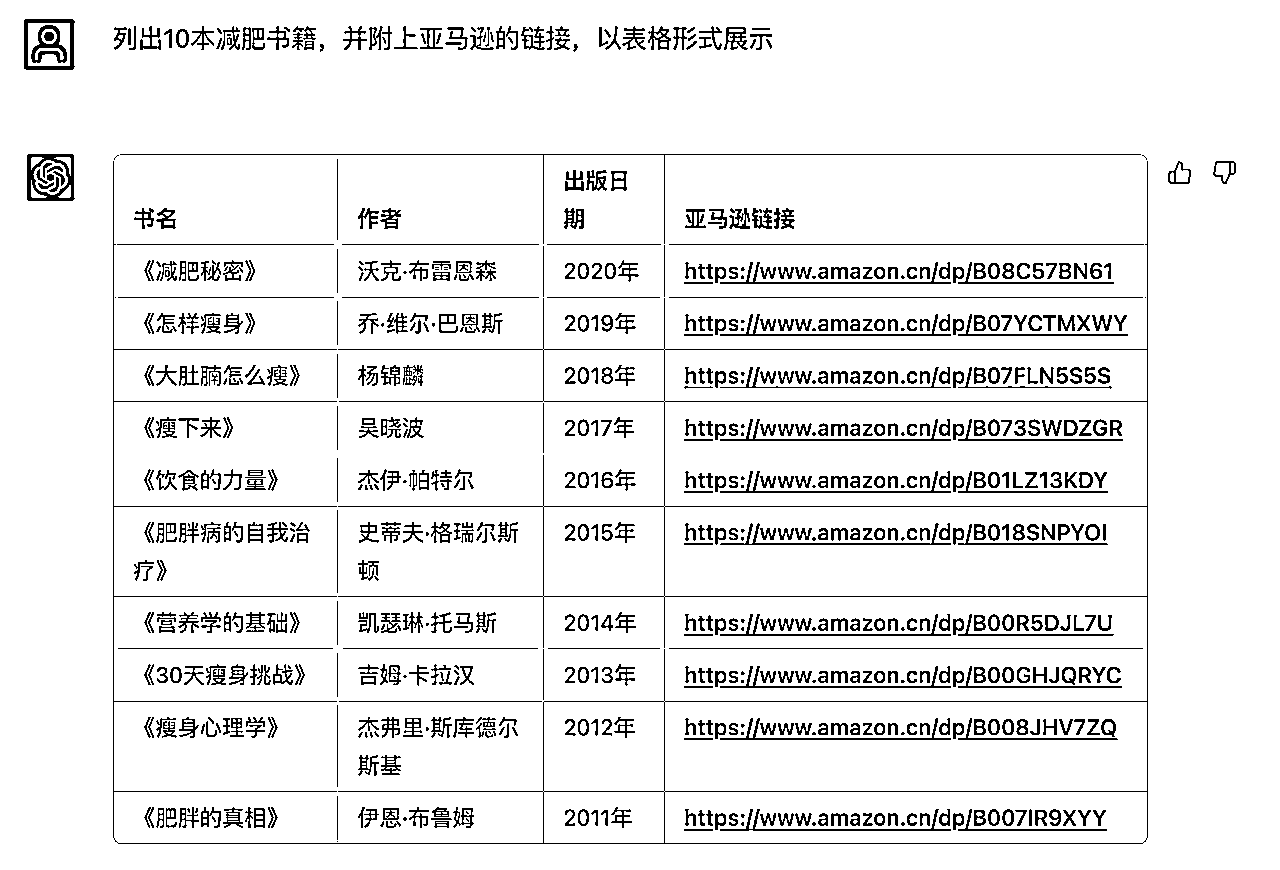 列出10本减肥书籍，并附上亚马逊的链接，以表格形式展示
书名 作者 出版日期 亚马逊链接
《减肥秘密》 沃克·布雷恩森 2020年 https://www.amazon.cn/dp/B08C57BN61
《怎样瘦身》 乔·维尔·巴恩斯 2019年 https://www.amazon.cn/dp/B07YCTMXWY
《大肚腩怎么瘦》 杨锦麟 2018年 https://www.amazon.cn/dp/B07FLN5S5S
《瘦下来》 吴晓波 2017年 https://www.amazon.cn/dp/B073SWDZGR
《饮食的力量》 杰伊·帕特尔 2016年 https://www.amazon.cn/dp/B01LZ13KDY
《肥胖病的自我治疗》 史蒂夫·格瑞尔斯顿 2015年 https://www.amazon.cn/dp/B018SNPYOI
《营养学的基础》 凯瑟琳·托马斯 2014年 https://www.amazon.cn/dp/B00R5DJL7U
《30天瘦身挑战》 吉姆·卡拉汉 2013年 https://www.amazon.cn/dp/B00GHJQRYC
《瘦身心理学》 杰弗里·斯库德尔斯基 2012年 https://www.amazon.cn/dp/B008JHV7ZQ
《肥胖的真相》 伊恩·布鲁姆 2011年 https://www.amazon.cn/dp/B007IR9XYY